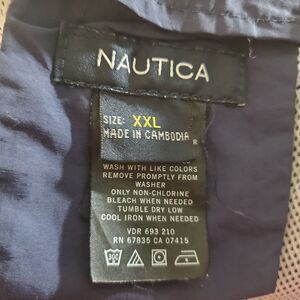 NAUTICA
SIZE: XXL
MADE IN CAMBODIA
R
WASH WITH LIKE COLORS
REMOVE PROMPTLY FROM
WASHER
ONLY NON-CHLORINE
BLEACH WHEN NEEDED
TUMBLE DRY LOW
COOL IRON WHEN NEEDED
VDR 693 210
RN 67835 CA 07415